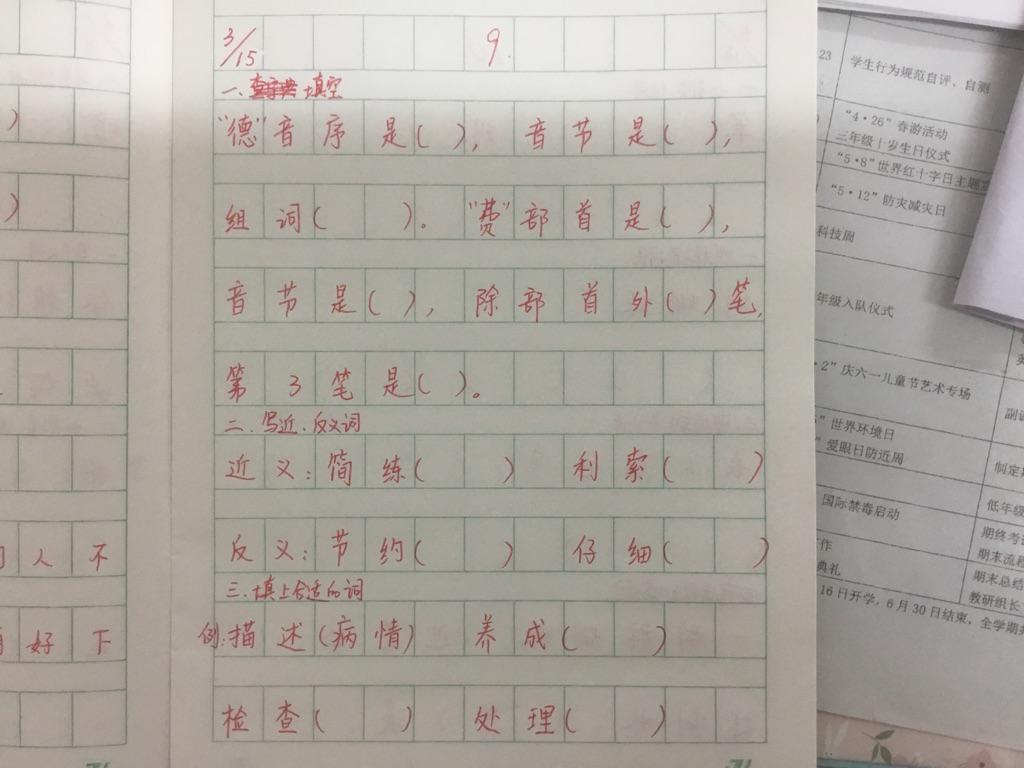 3/15 9.
一、查字典 填空
"德"音序是( ),音节是( ),
组词( )。"费"部首是( ),
音节是( ),除部首外( )笔,
第3笔是( )。
二.写近、反义词
近义:简练( ) 利索( )
反义:节约( ) 仔细( )
三.填上合适的词
例:描述(病情) 养成( )
检查( ) 处理( )
)
)
人不
好下
23
学生行为规范自评、自测
"4·26"春游活动
三年级十岁生日仪式
"5·8"世界红十字日主题
"5·12"防灾减灾日
科技周
年级入队仪式
2"庆六一儿童节艺术专场
"世界环境日
"爱眼日防近周
制定
国际禁毒启动
低年级
作
期终考
期末流程
典礼
期末总结
教研组长
16日开学,6月30日结束,全学期